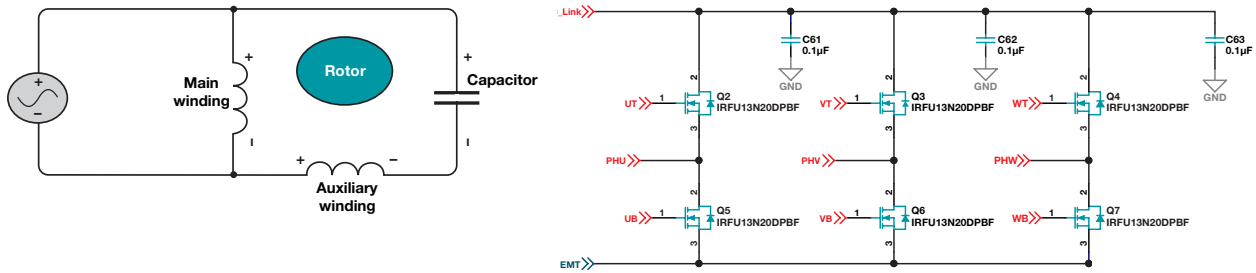 +
−
Main
winding
+
−
Rotor
+
Capacitor
−
+
−
Auxiliary
winding
_Link
C61
0.1µF
GND
C62
0.1µF
GND
C63
0.1µF
GND
2
UT
1
Q2
IRFU13N20DPBF
3
2
VT
1
Q3
IRFU13N20DPBF
3
2
WT
1
Q4
IRFU13N20DPBF
3
PHU
PHV
PHW
2
UB
1
Q5
IRFU13N20DPBF
3
2
VB
1
Q6
IRFU13N20DPBF
3
2
WB
1
Q7
IRFU13N20DPBF
3
EMT